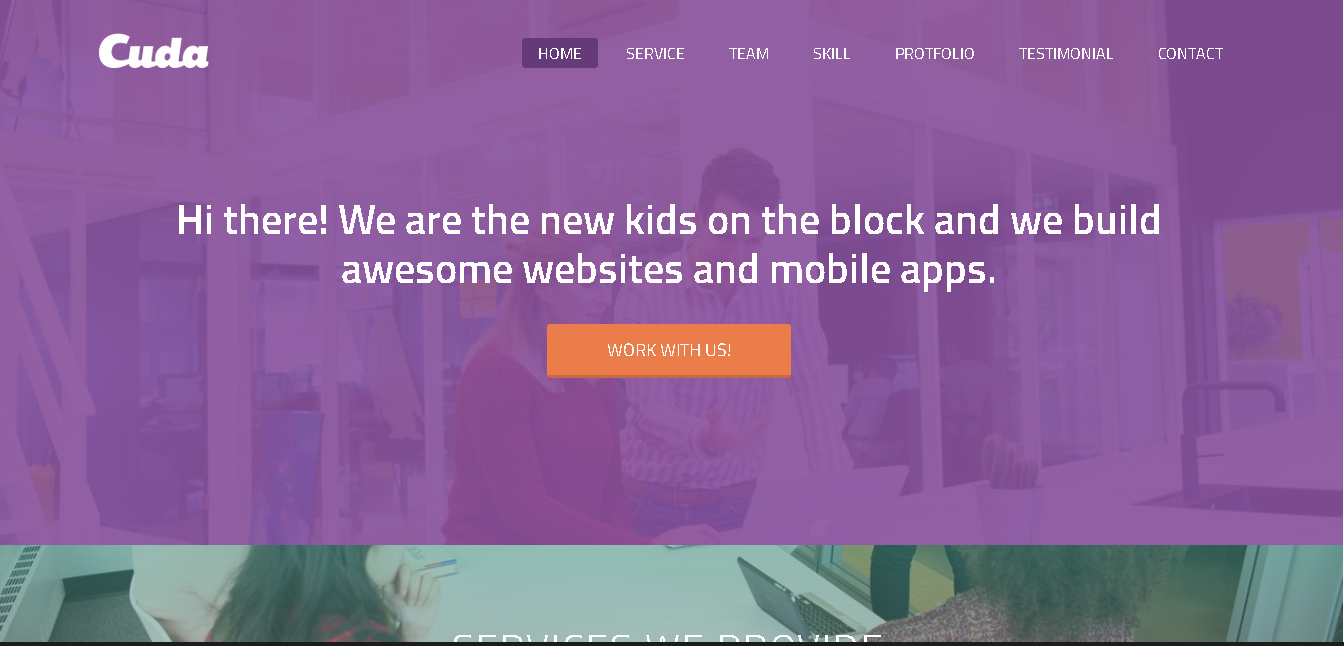 Cuda
HOME SERVICE TEAM SKILL PROTFOLIO TESTIMONIAL CONTACT
Hi there! We are the new kids on the block and we build
awesome websites and mobile apps.
WORK WITH US!
SERVICES WE PROVIDE